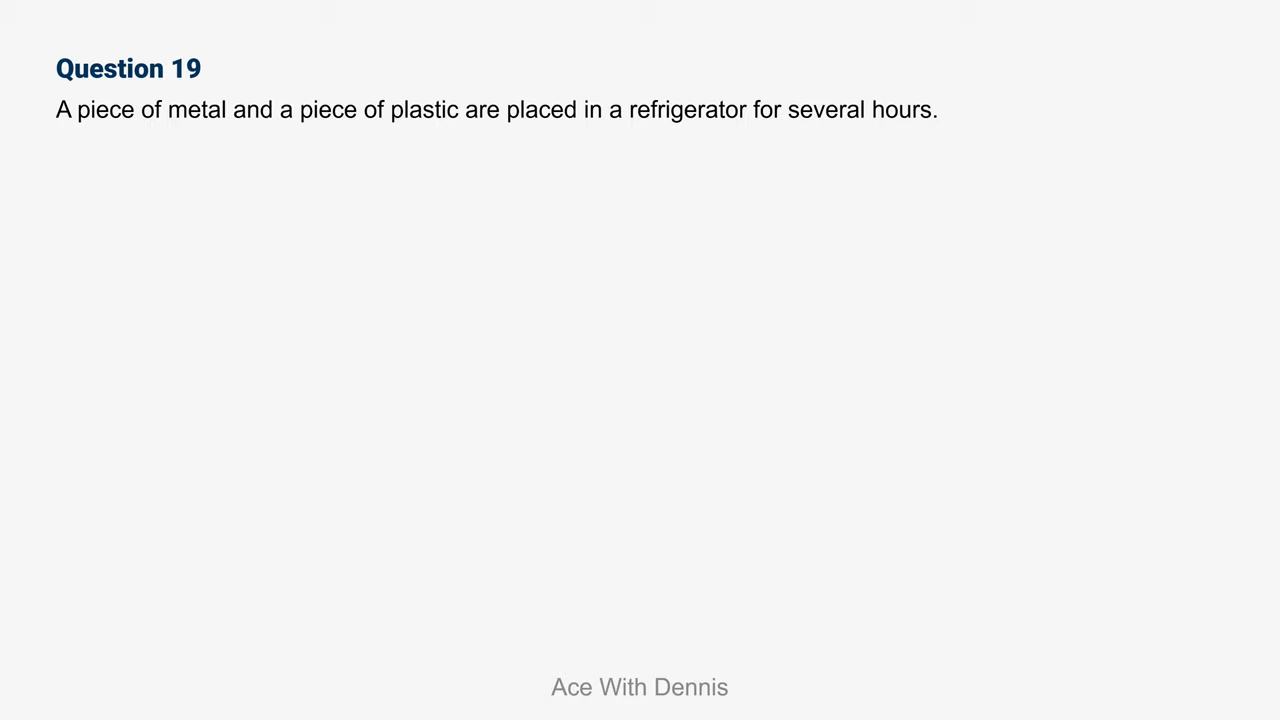 Question 19
A piece of metal and a piece of plastic are placed in a refrigerator for several hours.
Ace With Dennis